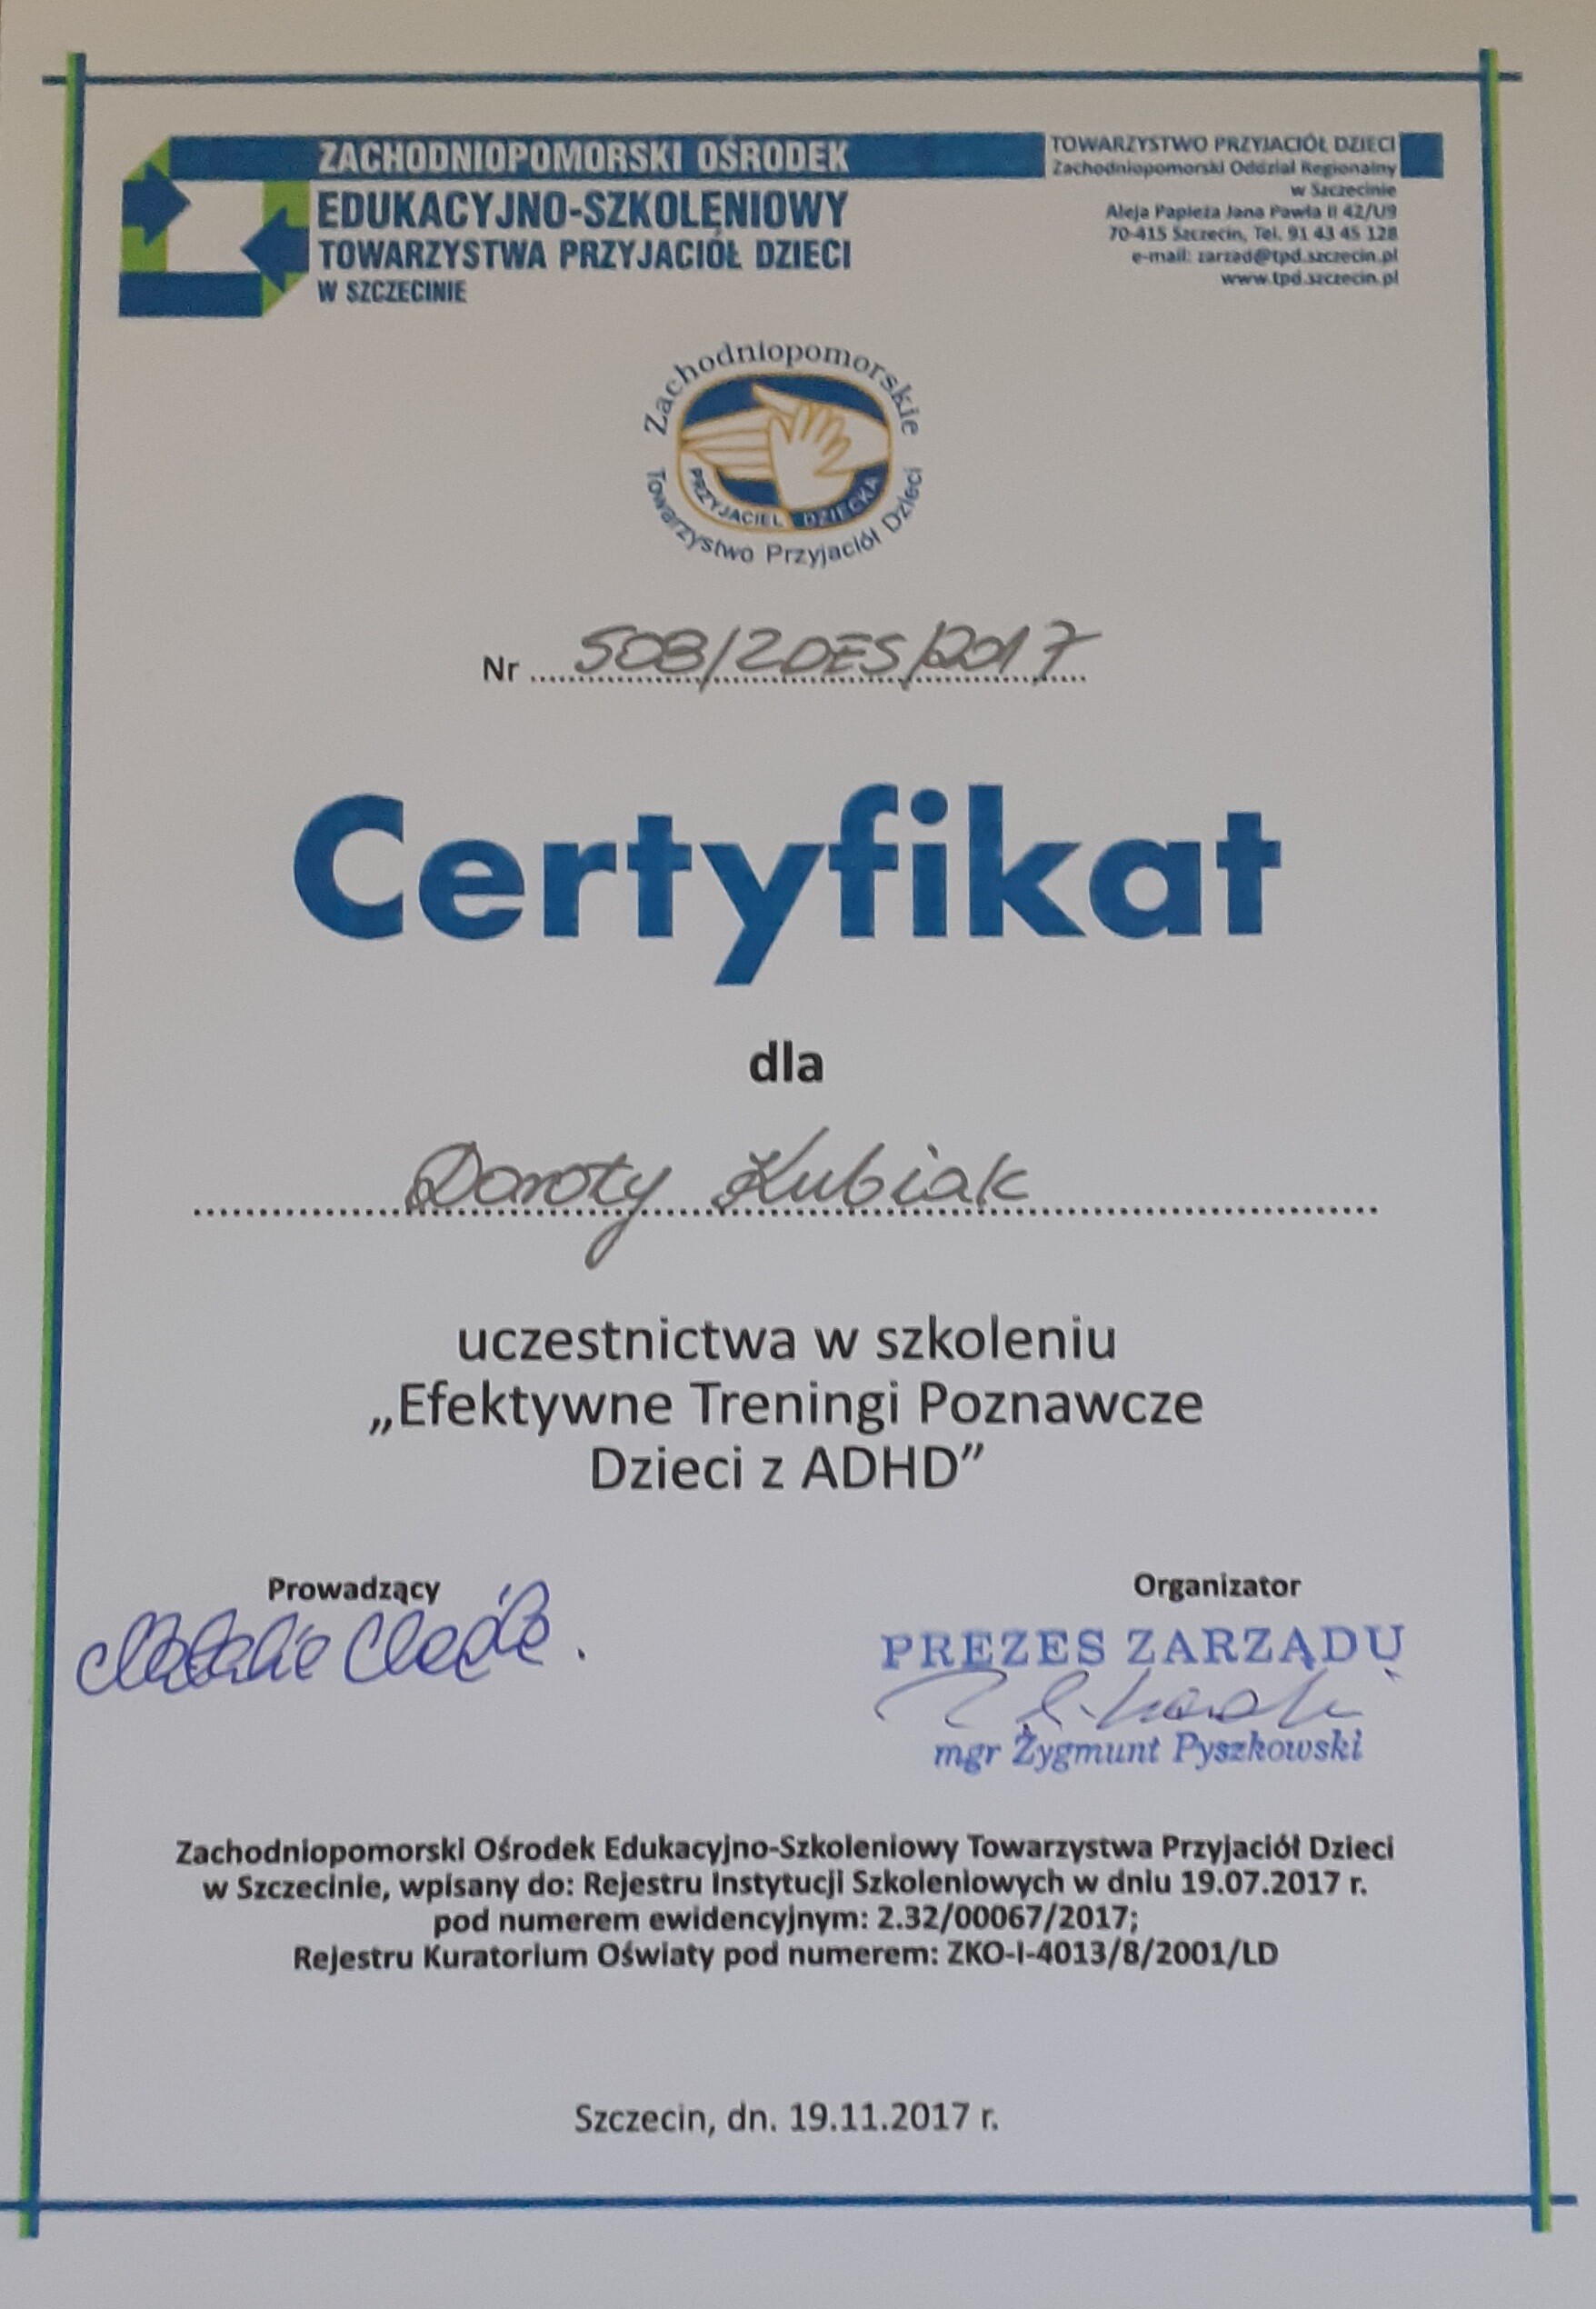 ZACHODNIOPOMORSKI OŚRODEK
EDUKACYJNO-SZKOLENIOWY
TOWARZYSTWA PRZYJACIÓŁ DZIECI
W SZCZECINIE
TOWARZYSTWO PRZYJACIÓŁ DZIECI
Zachodniopomorski Oddział Regionalny
w Szczecinie
Aleja Papieża Jana Pawła II 42/U9
70-415 Szczecin, Tel. 91 43 45 128
e-mail: zarzad@tpd.szczecin.pl
www.tpd.szczecin.pl
Zachodniopomorskie
PRZYJACIEL DZIECKA
Towarzystwo Przyjaciół Dzieci
Nr 508/ZOES/2017
Certyfikat
dla
Doroty Kubiak
uczestnictwa w szkoleniu
„Efektywne Treningi Poznawcze
Dzieci z ADHD”
Prowadzący
Organizator
PREZES ZARZĄDU
mgr Zygmunt Pyszkowski
Zachodniopomorski Ośrodek Edukacyjno-Szkoleniowy Towarzystwa Przyjaciół Dzieci
w Szczecinie, wpisany do: Rejestru Instytucji Szkoleniowych w dniu 19.07.2017 r.
pod numerem ewidencyjnym: 2.32/00067/2017;
Rejestru Kuratorium Oświaty pod numerem: ZKO-I-4013/8/2001/LD
Szczecin, dn. 19.11.2017 r.